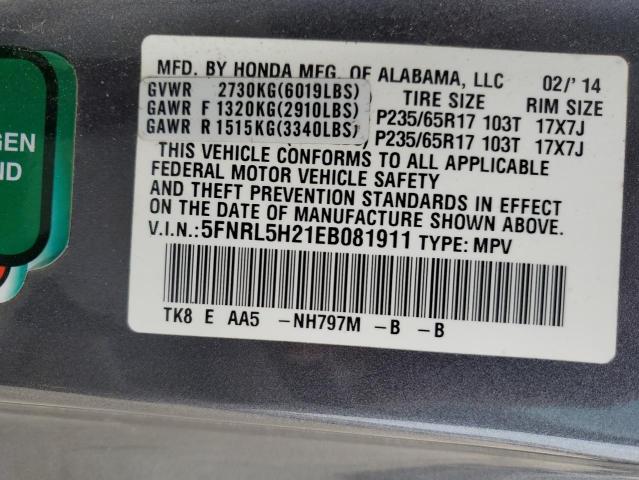 MFD. BY HONDA MFG. OF ALABAMA, LLC 02/' 14
GVWR 2730KG(6019LBS) TIRE SIZE RIM SIZE
GAWR F 1320KG(2910LBS) P235/65R17 103T 17X7J
GAWR R 1515KG(3340LBS) P235/65R17 103T 17X7J
THIS VEHICLE CONFORMS TO ALL APPLICABLE
FEDERAL MOTOR VEHICLE SAFETY
AND THEFT PREVENTION STANDARDS IN EFFECT
ON THE DATE OF MANUFACTURE SHOWN ABOVE.
V.I.N.:5FNRL5H21EB081911 TYPE: MPV
TK8 E AA5 -NH797M -B -B
GEN
ND